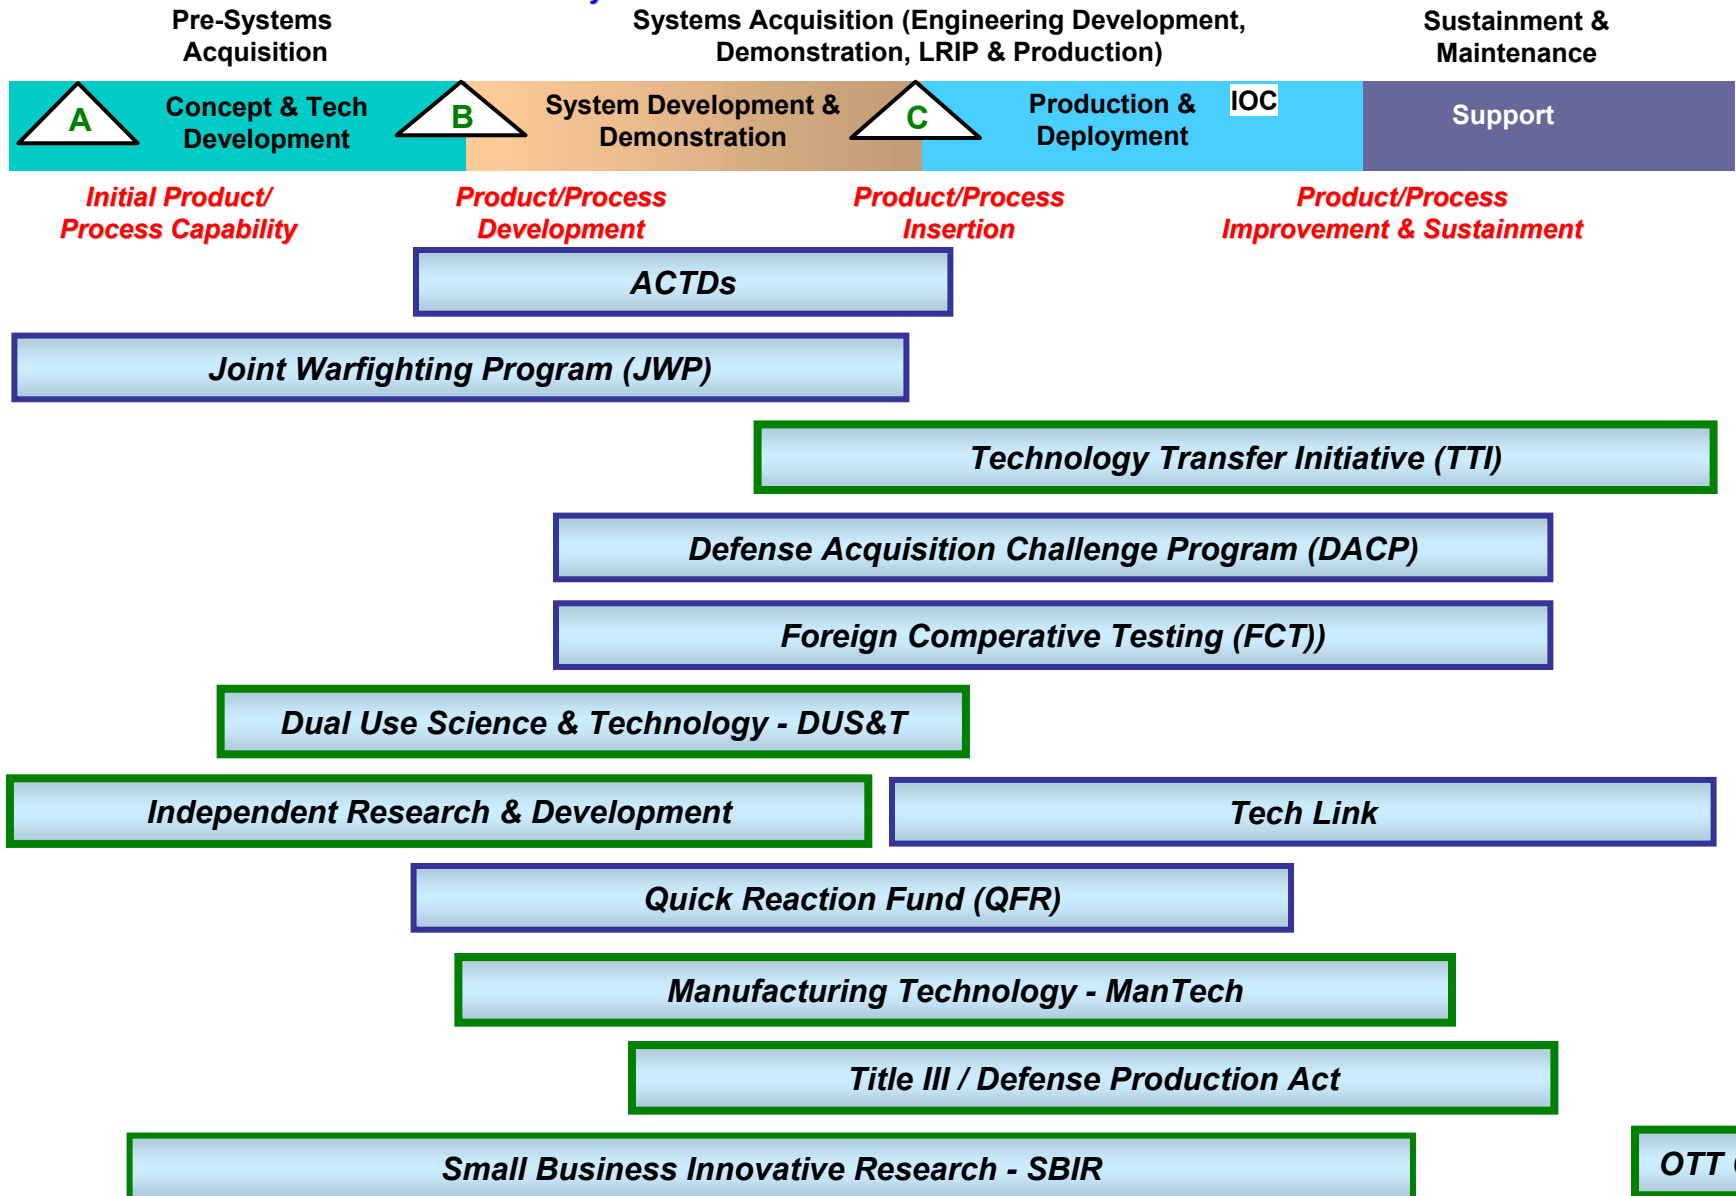 Pre-Systems
Acquisition
Systems Acquisition (Engineering Development,
Demonstration, LRIP & Production)
Sustainment &
Maintenance
A
Concept & Tech
Development
B
System Development &
Demonstration
C
Production &
Deployment
IOC
Support
Initial Product/
Process Capability
Product/Process
Development
Product/Process
Insertion
Product/Process
Improvement & Sustainment
ACTDs
Joint Warfighting Program (JWP)
Technology Transfer Initiative (TTI)
Defense Acquisition Challenge Program (DACP)
Foreign Comperative Testing (FCT))
Dual Use Science & Technology - DUS&T
Independent Research & Development
Tech Link
Quick Reaction Fund (QFR)
Manufacturing Technology - ManTech
Title III / Defense Production Act
Small Business Innovative Research - SBIR
OTT